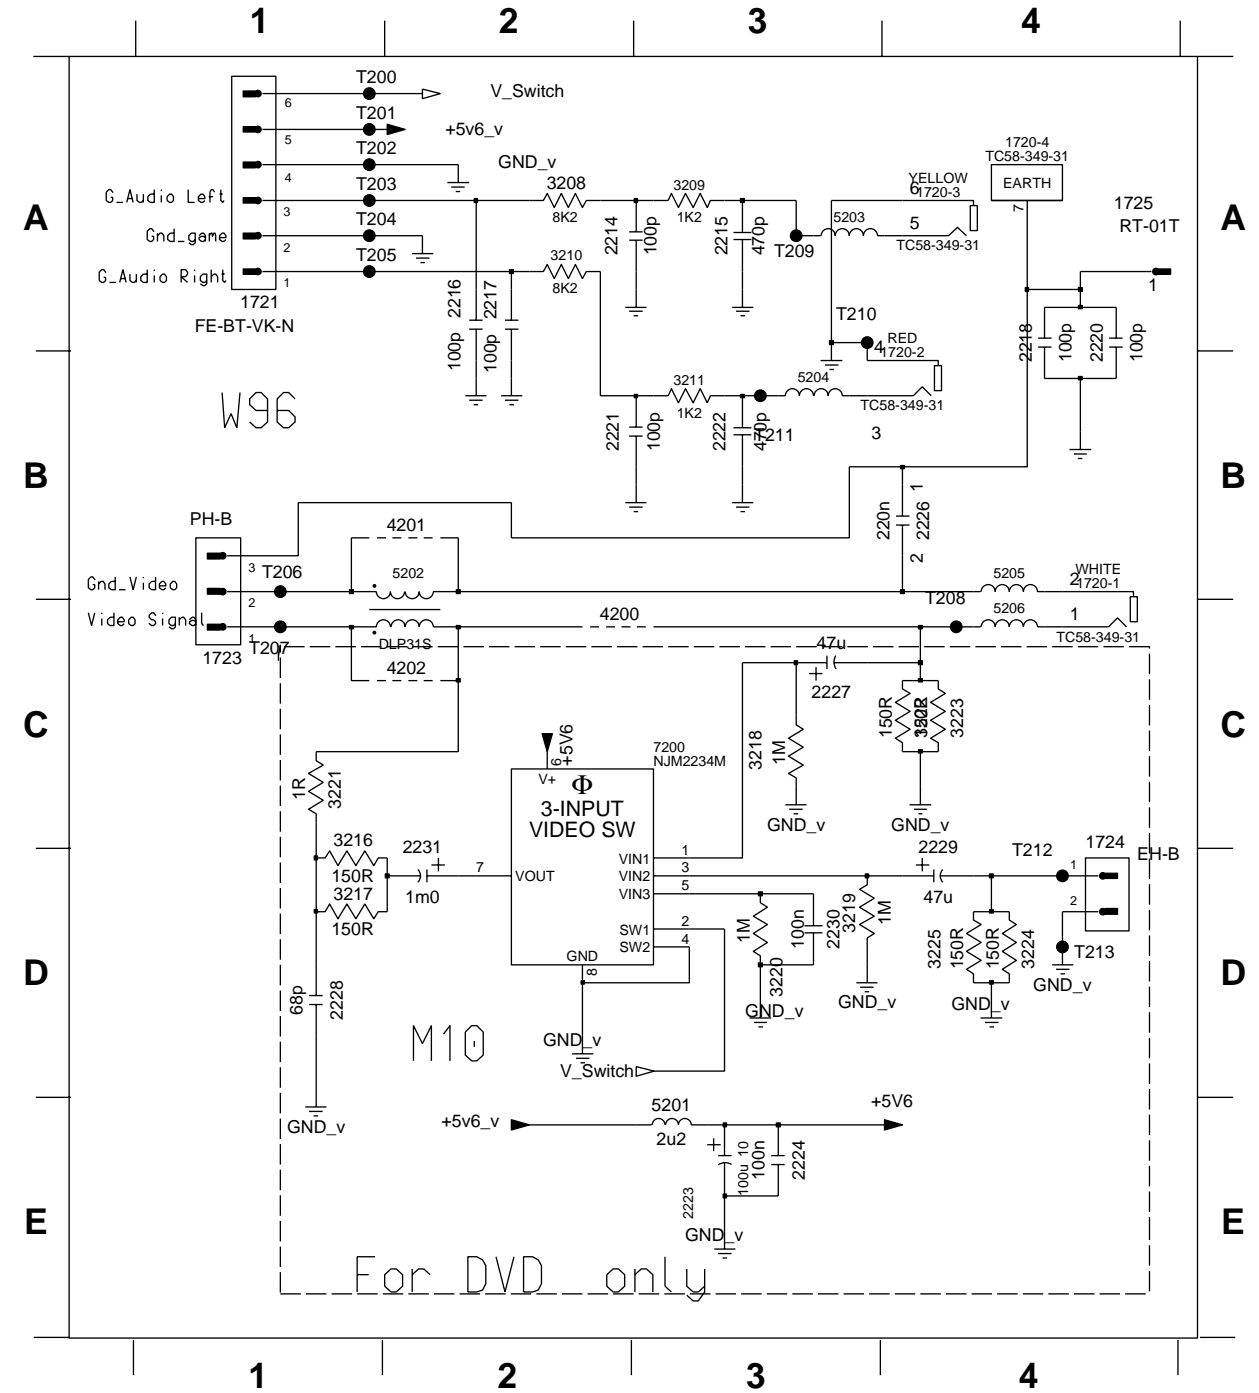 1 2 3 4
T200
V_Switch
6
T201
+5v6_v
5
T202
GND_v
4
1720-4
TC58-349-31
EARTH
7
T203
G_Audio Left
3
3208
8K2
3209
1K2
YELLOW
1720-3
6
5
5203
TC58-349-31
1725
RT-01T
1
A A
T204
Gnd_game
2
2214
100p
2215
470p
T209
T205
G_Audio Right
1
3210
8K2
1721
FE-BT-VK-N
2216
100p
2217
100p
T210
4
RED
1720-2
2218
100p
2220
100p
W96
3211
1K2
5204
TC58-349-31
3
2221
100p
2222
470p
T211
B B
PH-B
220n
2226
1
2
4201
3
T206
Gnd_Video
2
5202
5205
2
WHITE
1720-1
T208
Video Signal
1
T207
1723
DLP31S
4200
5206
1
TC58-349-31
4202
47u
2227
C C
150R
3222
150R
3223
+5V6
7200
NJM2234M
3218
1M
6
V+
Φ
3-INPUT
VIDEO SW
1R
3221
GND_v
GND_v
3216
150R
2231
1m0
7
VOUT
VIN1
1
VIN2
3
VIN3
5
SW1
2
SW2
4
GND
8
2229
47u
T212
1724
EH-B
1
2
3217
150R
1M
3220
100n
2230
3219
1M
3225
150R
150R
3224
T213
D D
68p
2228
GND_v
GND_v
GND_v
GND_v
M10
GND_v
V_Switch
GND_v
+5v6_v
5201
2u2
+5V6
100u 10
2223
100n
2224
GND_v
E E
For DVD only
1 2 3 4